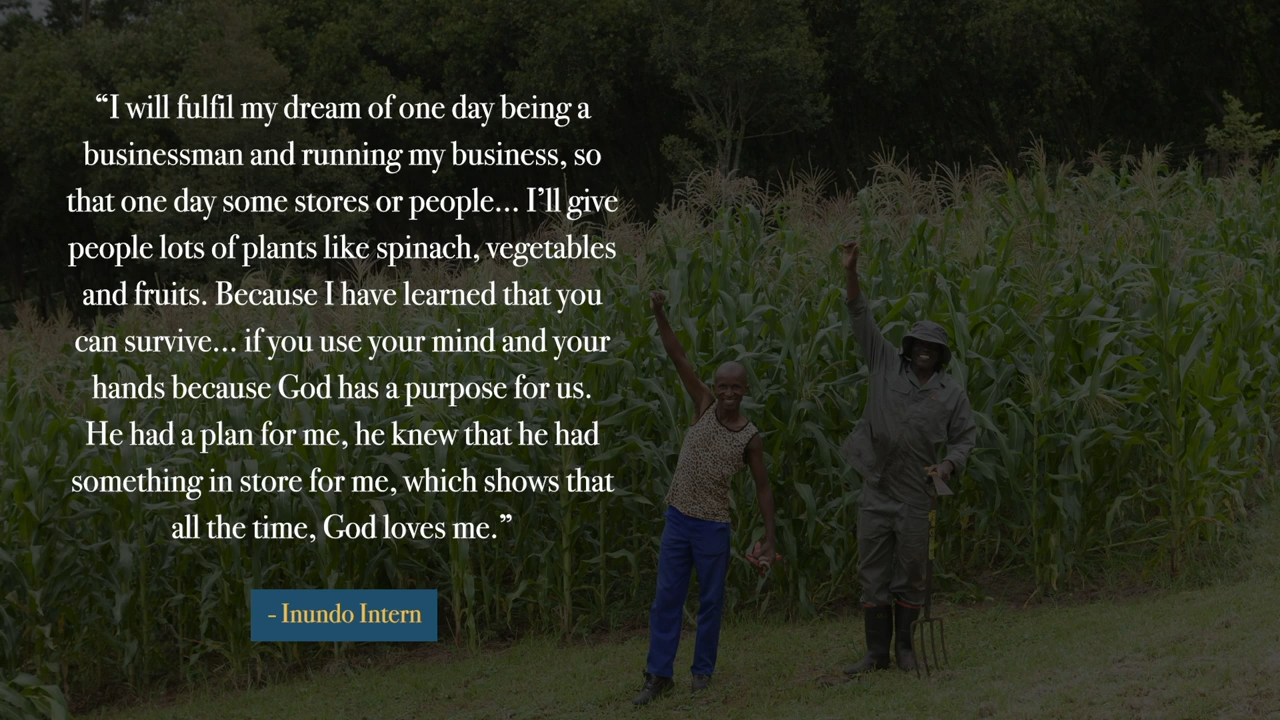 “I will fulfil my dream of one day being a
businessman and running my business, so
that one day some stores or people... I’ll give
people lots of plants like spinach, vegetables
and fruits. Because I have learned that you
can survive... if you use your mind and your
hands because God has a purpose for us.
He had a plan for me, he knew that he had
something in store for me, which shows that
all the time, God loves me.”
- Inundo Intern